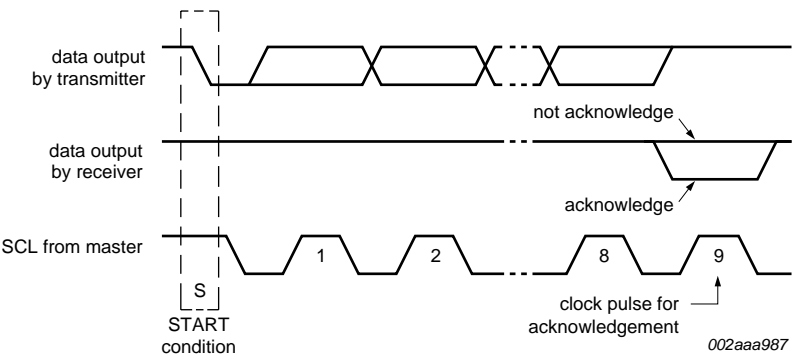 data output
by transmitter
not acknowledge
data output
by receiver
acknowledge
SCL from master
1
2
8
9
S
START
condition
clock pulse for
acknowledgement
002aaa987